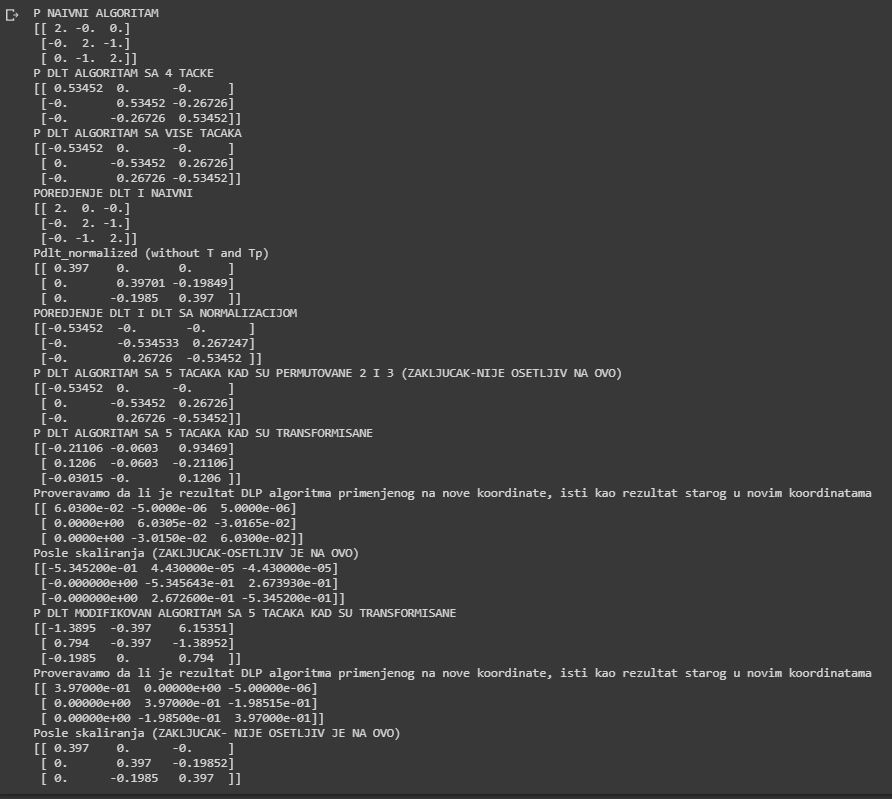 P NAIVNI ALGORITAM
[[ 2. -0.  0.]
 [-0.  2. -1.]
 [ 0. -1.  2.]]
P DLT ALGORITAM SA 4 TACKE
[[ 0.53452  0.      -0.     ]
 [-0.       0.53452 -0.26726]
 [-0.      -0.26726  0.53452]]
P DLT ALGORITAM SA VISE TACAKA
[[-0.53452  0.      -0.     ]
 [ 0.      -0.53452  0.26726]
 [-0.       0.26726 -0.53452]]
POREDJENJE DLT I NAIVNI
[[ 2.  0. -0.]
 [-0.  2. -1.]
 [-0. -1.  2.]]
Pdlt_normalized (without T and Tp)
[[ 0.397    0.       0.     ]
 [ 0.       0.39701 -0.19849]
 [ 0.      -0.1985   0.397  ]]
POREDJENJE DLT I DLT SA NORMALIZACIJOM
[[-0.53452  -0.       -0.      ]
 [-0.       -0.534533  0.267247]
 [-0.        0.26726  -0.53452 ]]
P DLT ALGORITAM SA 5 TACAKA KAD SU PERMUTOVANE 2 I 3 (ZAKLJUCAK-NIJE OSETLJIV NA OVO)
[[-0.53452  0.      -0.     ]
 [ 0.      -0.53452  0.26726]
 [-0.       0.26726 -0.53452]]
P DLT ALGORITAM SA 5 TACAKA KAD SU TRANSFORMISANE
[[-0.21106 -0.0603   0.93469]
 [ 0.1206  -0.0603  -0.21106]
 [-0.03015 -0.       0.1206 ]]
Proveravamo da li je rezultat DLP algoritma primenjenog na nove koordinate, isti kao rezultat starog u novim koordinatama
[[ 6.0300e-02 -5.0000e-06  5.0000e-06]
 [ 0.0000e+00  6.0305e-02 -3.0165e-02]
 [ 0.0000e+00 -3.0150e-02  6.0300e-02]]
Posle skaliranja (ZAKLJUCAK-OSETLJIV JE NA OVO)
[[-5.345200e-01  4.430000e-05 -4.430000e-05]
 [-0.000000e+00 -5.345643e-01  2.673930e-01]
 [-0.000000e+00  2.672600e-01 -5.345200e-01]]
P DLT MODIFIKOVAN ALGORITAM SA 5 TACAKA KAD SU TRANSFORMISANE
[[-1.3895  -0.397    6.15351]
 [ 0.794   -0.397   -1.38952]
 [-0.1985   0.       0.794  ]]
Proveravamo da li je rezultat DLP algoritma primenjenog na nove koordinate, isti kao rezultat starog u novim koordinatama
[[ 3.97000e-01  0.00000e+00 -5.00000e-06]
 [ 0.00000e+00  3.97000e-01 -1.98515e-01]
 [ 0.00000e+00 -1.98500e-01  3.97000e-01]]
Posle skaliranja (ZAKLJUCAK- NIJE OSETLJIV JE NA OVO)
[[ 0.397    0.      -0.     ]
 [ 0.       0.397   -0.19852]
 [ 0.      -0.1985   0.397  ]]